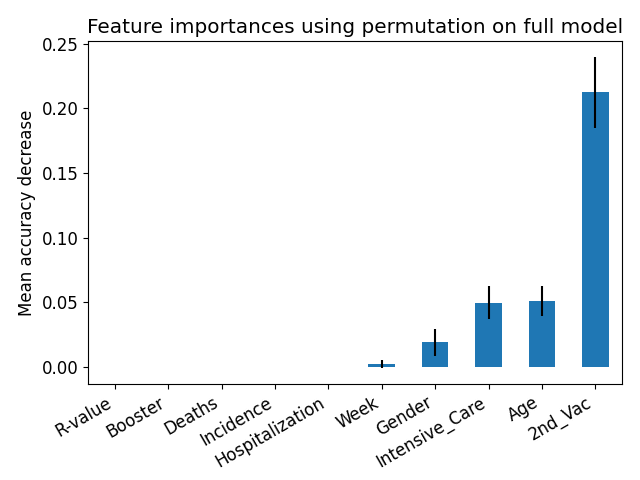 Feature importances using permutation on full model
Mean accuracy decrease
0.25
0.20
0.15
0.10
0.05
0.00
R-value
Booster
Deaths
Incidence
Hospitalization
Week
Gender
Intensive_Care
Age
2nd_Vac